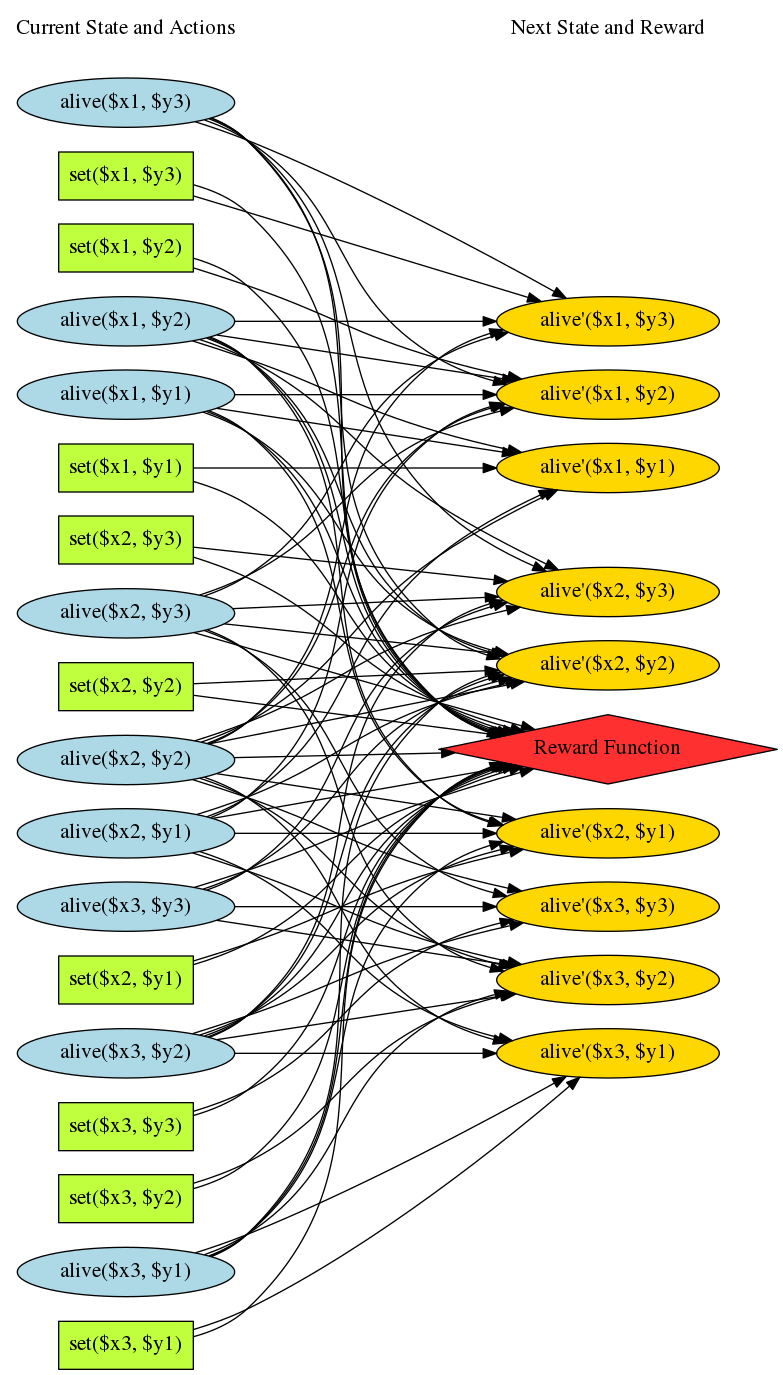 Current State and Actions
Next State and Reward
alive($x1, $y3)
set($x1, $y3)
set($x1, $y2)
alive($x1, $y2)
alive($x1, $y1)
set($x1, $y1)
set($x2, $y3)
alive($x2, $y3)
set($x2, $y2)
alive($x2, $y2)
alive($x2, $y1)
alive($x3, $y3)
set($x2, $y1)
alive($x3, $y2)
set($x3, $y3)
set($x3, $y2)
alive($x3, $y1)
set($x3, $y1)
alive'($x1, $y3)
alive'($x1, $y2)
alive'($x1, $y1)
alive'($x2, $y3)
alive'($x2, $y2)
Reward Function
alive'($x2, $y1)
alive'($x3, $y3)
alive'($x3, $y2)
alive'($x3, $y1)